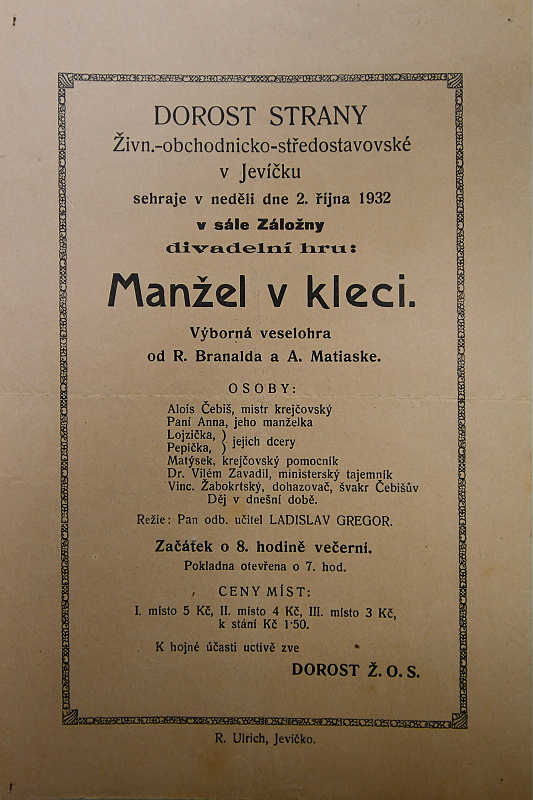 DOROST STRANY
Živn.-obchodnicko-středostavovské
v Jevíčku
sehraje v neděli dne 2. října 1932
v sále Záložny
divadelní hru:
Manžel v kleci.
Výborná veselohra
od R. Branalda a A. Matiaske.
OSOBY:
Alois Čebiš, mistr krejčovský
Paní Anna, jeho manželka
Lojzička, } jejich dcery
Pepička,
Matýsek, krejčovský pomocník
Dr. Vilém Zavadil, ministerský tajemník
Vinc. Žabokrtský, dohazovač, švakr Čebišův
Děj v dnešní době.
Režie: Pan odb. učitel LADISLAV GREGOR.
Začátek o 8. hodině večerní.
Pokladna otevřena o 7. hod.
CENY MÍST:
I. místo 5 Kč, II. místo 4 Kč, III. místo 3 Kč,
k stání Kč 1·50.
K hojné účasti uctivě zve
DOROST Ž. O. S.
R. Ulrich, Jevíčko.